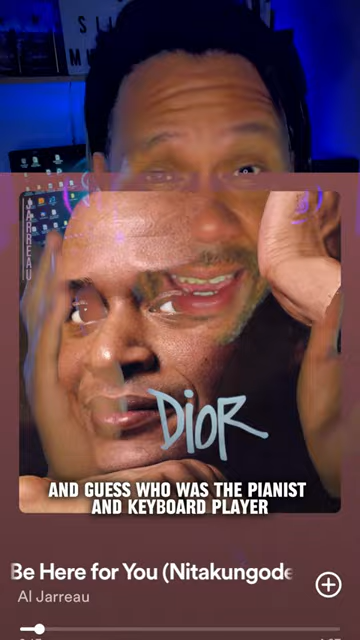 JARREAU
DIOR
AND GUESS WHO WAS THE PIANIST
AND KEYBOARD PLAYER
Be Here for You (Nitakungode
Al Jarreau